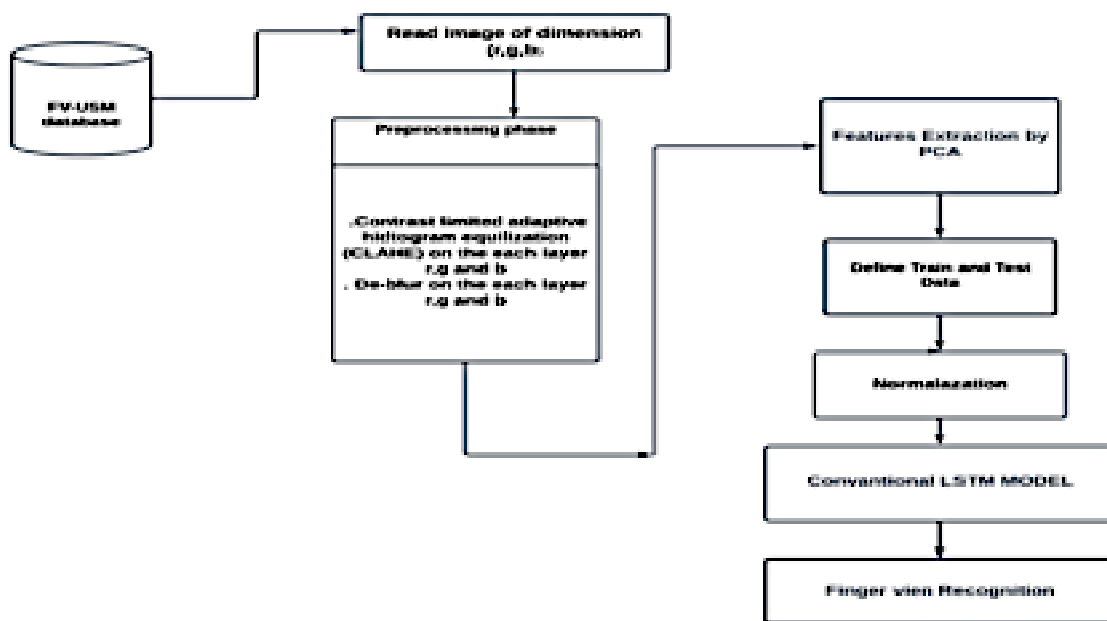 FV-USM
database
Read image of dimension
(r,g,b)
Preprocessing phase
.Contrast limited adaptive
histogram equilization
(CLAHE) on the each layer
r,g and b
. De-blur on the each layer
r,g and b
Features Extraction by
PCA
Define Train and Test
Data
Normalazation
Convantional LSTM MODEL
Finger vien Recognition